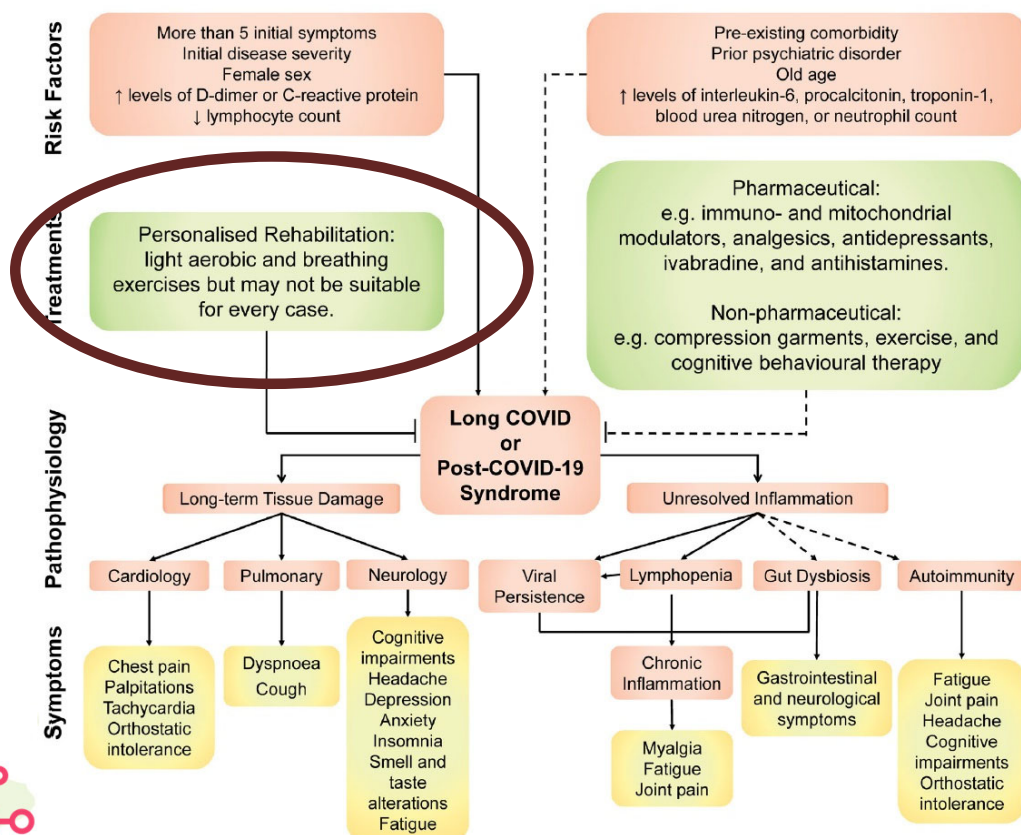 Risk Factors
More than 5 initial symptoms
Initial disease severity
Female sex
↑ levels of D-dimer or C-reactive protein
↓ lymphocyte count
Pre-existing comorbidity
Prior psychiatric disorder
Old age
↑ levels of interleukin-6, procalcitonin, troponin-1,
blood urea nitrogen, or neutrophil count
Treatments
Personalised Rehabilitation:
light aerobic and breathing
exercises but may not be suitable
for every case.
Pharmaceutical:
e.g. immuno- and mitochondrial
modulators, analgesics, antidepressants,
ivabradine, and antihistamines.
Non-pharmaceutical:
e.g. compression garments, exercise, and
cognitive behavioural therapy
Pathophysiology
Long COVID
or
Post-COVID-19
Syndrome
Long-term Tissue Damage
Unresolved Inflammation
Cardiology
Pulmonary
Neurology
Viral
Persistence
Lymphopenia
Gut Dysbiosis
Autoimmunity
Symptoms
Chest pain
Palpitations
Tachycardia
Orthostatic
intolerance
Dyspnoea
Cough
Cognitive
impairments
Headache
Depression
Anxiety
Insomnia
Smell and
taste
alterations
Fatigue
Chronic
Inflammation
Myalgia
Fatigue
Joint pain
Gastrointestinal
and neurological
symptoms
Fatigue
Joint pain
Headache
Cognitive
impairments
Orthostatic
intolerance